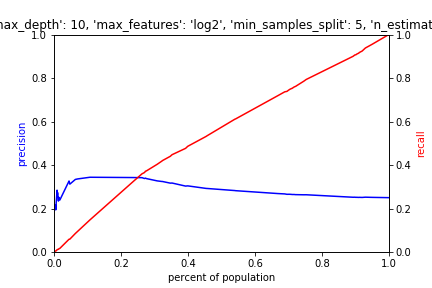 max_depth': 10, 'max_features': 'log2', 'min_samples_split': 5, 'n_estimat
1.0 1.0
0.8 0.8
0.6 0.6
0.4 0.4
0.2 0.2
0.0 0.0
precision
recall
0.0 0.2 0.4 0.6 0.8 1.0
percent of population